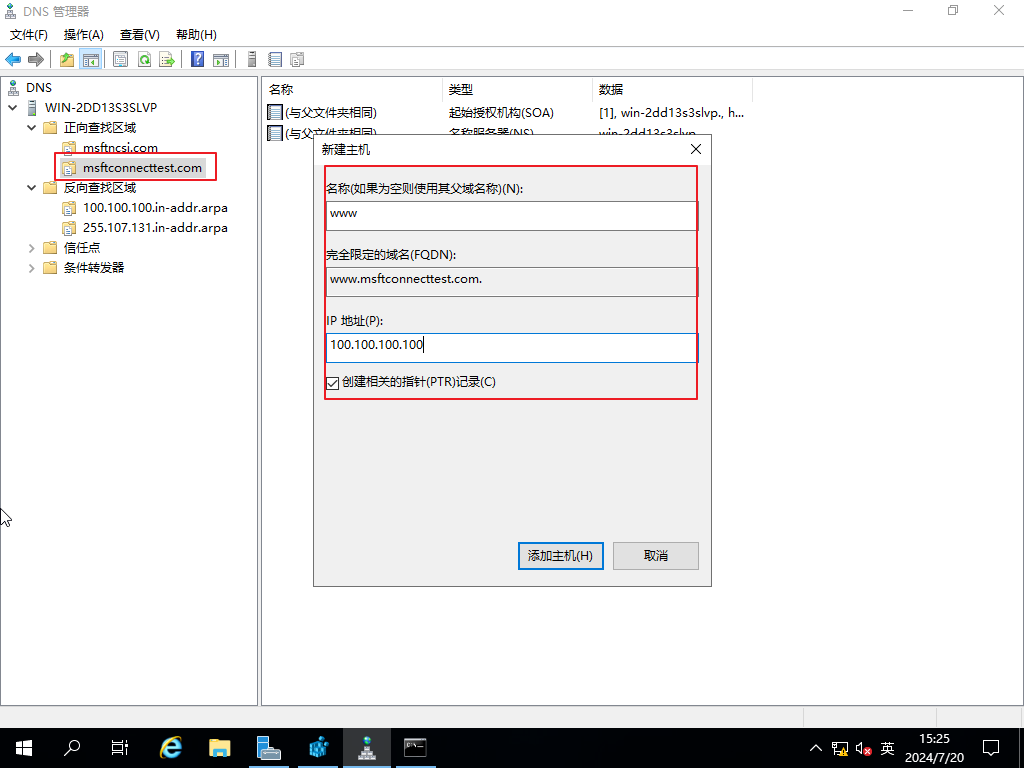 DNS 管理器
文件(F) 操作(A) 查看(V) 帮助(H)
DNS
WIN-2DD13S3SLVP
正向查找区域
msftncsi.com
msftconnecttest.com
反向查找区域
100.100.100.in-addr.arpa
255.107.131.in-addr.arpa
信任点
条件转发器
名称 类型 数据
(与父文件夹相同) 起始授权机构(SOA) [1], win-2dd13s3slvp., h...
(与父文件夹相同) 名称服务器(NS) win-2dd13s3slvp.
新建主机
名称(如果为空则使用其父域名称)(N):
www
完全限定的域名(FQDN):
www.msftconnecttest.com.
IP 地址(P):
100.100.100.100
创建相关的指针(PTR)记录(C)
添加主机(H) 取消
英
15:25
2024/7/20